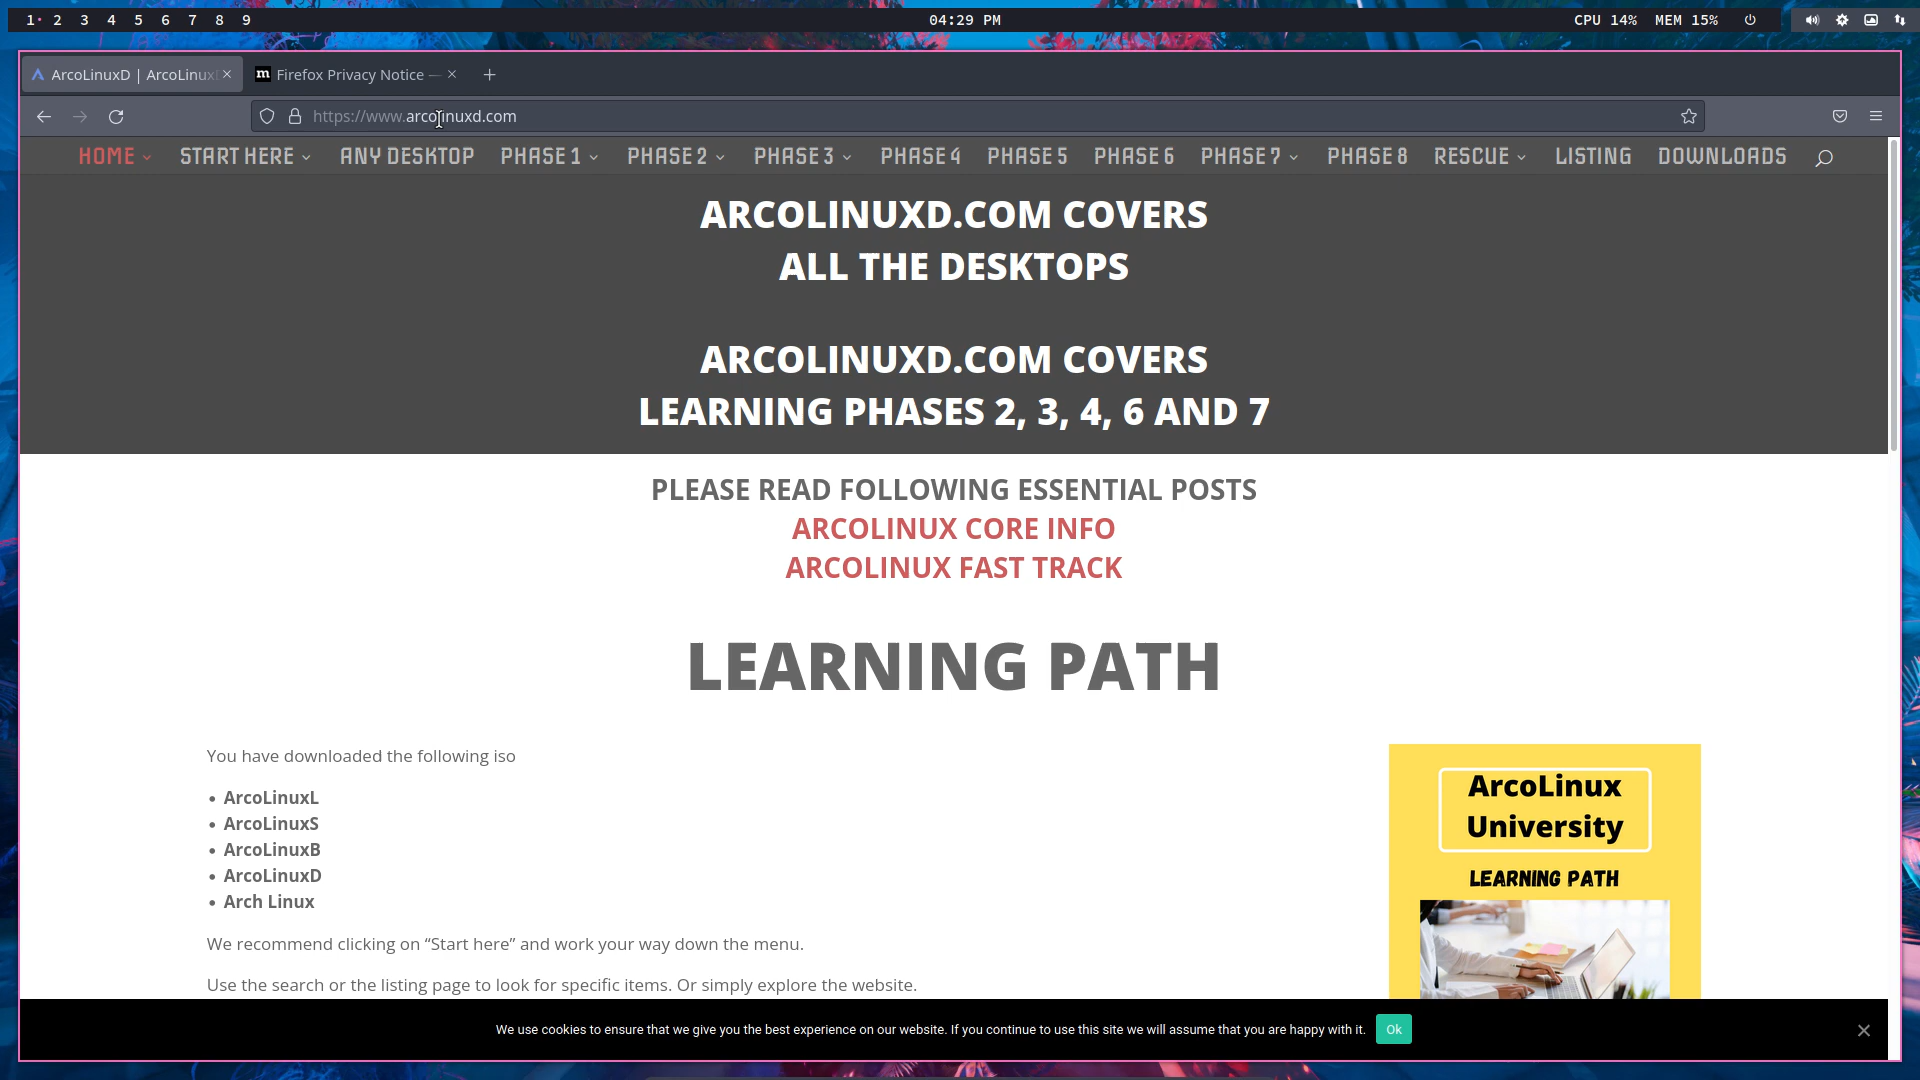 1 2 3 4 5 6 7 8 9
04:29 PM
CPU 14% MEM 15%
ArcoLinuxD | ArcoLinuxD
Firefox Privacy Notice —
https://www.arcolinuxd.com
HOME START HERE ANY DESKTOP PHASE 1 PHASE 2 PHASE 3 PHASE 4 PHASE 5 PHASE 6 PHASE 7 PHASE 8 RESCUE LISTING DOWNLOADS
ARCOLINUXD.COM COVERS
ALL THE DESKTOPS
ARCOLINUXD.COM COVERS
LEARNING PHASES 2, 3, 4, 6 AND 7
PLEASE READ FOLLOWING ESSENTIAL POSTS
ARCOLINUX CORE INFO
ARCOLINUX FAST TRACK
LEARNING PATH
You have downloaded the following iso
• ArcoLinuxL
• ArcoLinuxS
• ArcoLinuxB
• ArcoLinuxD
• Arch Linux
We recommend clicking on “Start here” and work your way down the menu.
Use the search or the listing page to look for specific items. Or simply explore the website.
ArcoLinux
University
LEARNING PATH
We use cookies to ensure that we give you the best experience on our website. If you continue to use this site we will assume that you are happy with it.
Ok